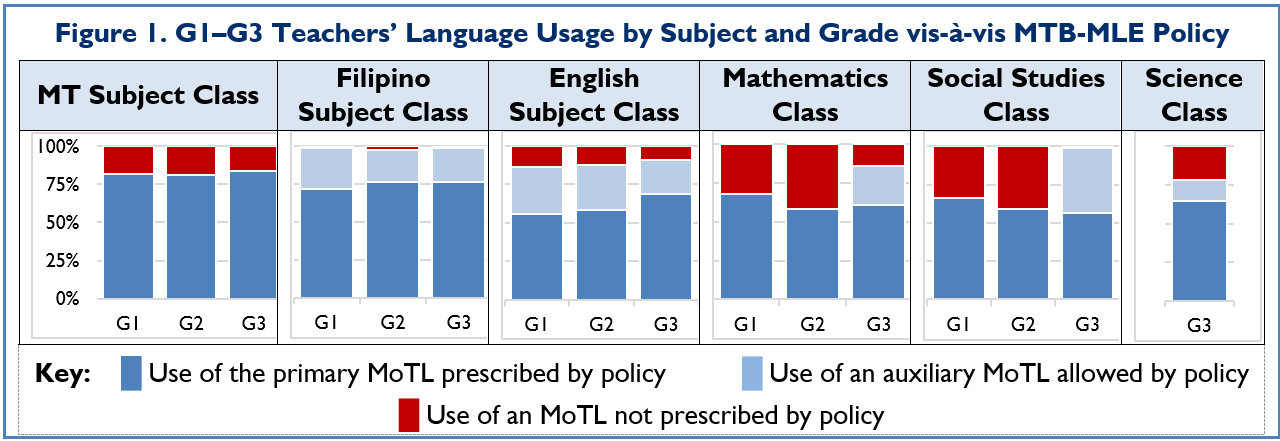 Figure 1. G1–G3 Teachers’ Language Usage by Subject and Grade vis-à-vis MTB-MLE Policy
MT Subject Class
Filipino
Subject Class
English
Subject Class
Mathematics
Class
Social Studies
Class
Science
Class
100%
75%
50%
25%
0%
G1 G2 G3
G1 G2 G3
G1 G2 G3
G1 G2 G3
G1 G2 G3
G3
Key: Use of the primary MoTL prescribed by policy Use of an auxiliary MoTL allowed by policy
Use of an MoTL not prescribed by policy